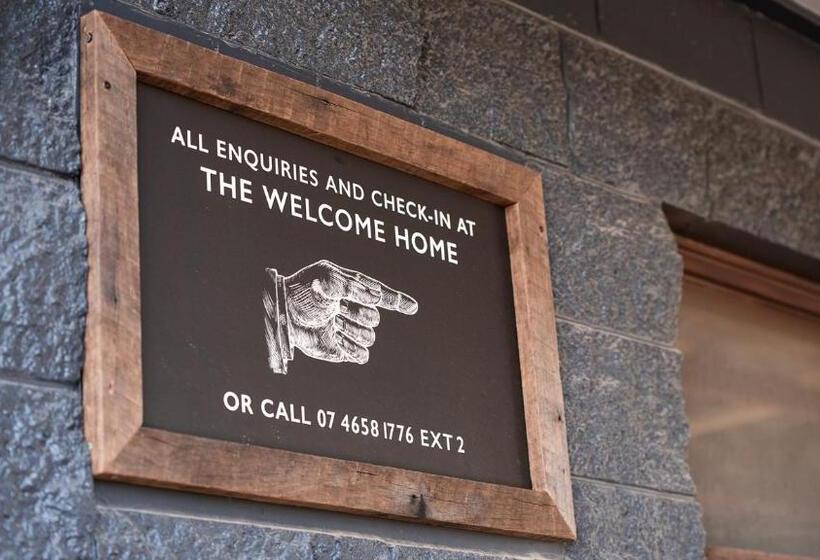 ALL ENQUIRIES AND CHECK-IN AT
THE WELCOME HOME
OR CALL 07 4658 1776 EXT 2